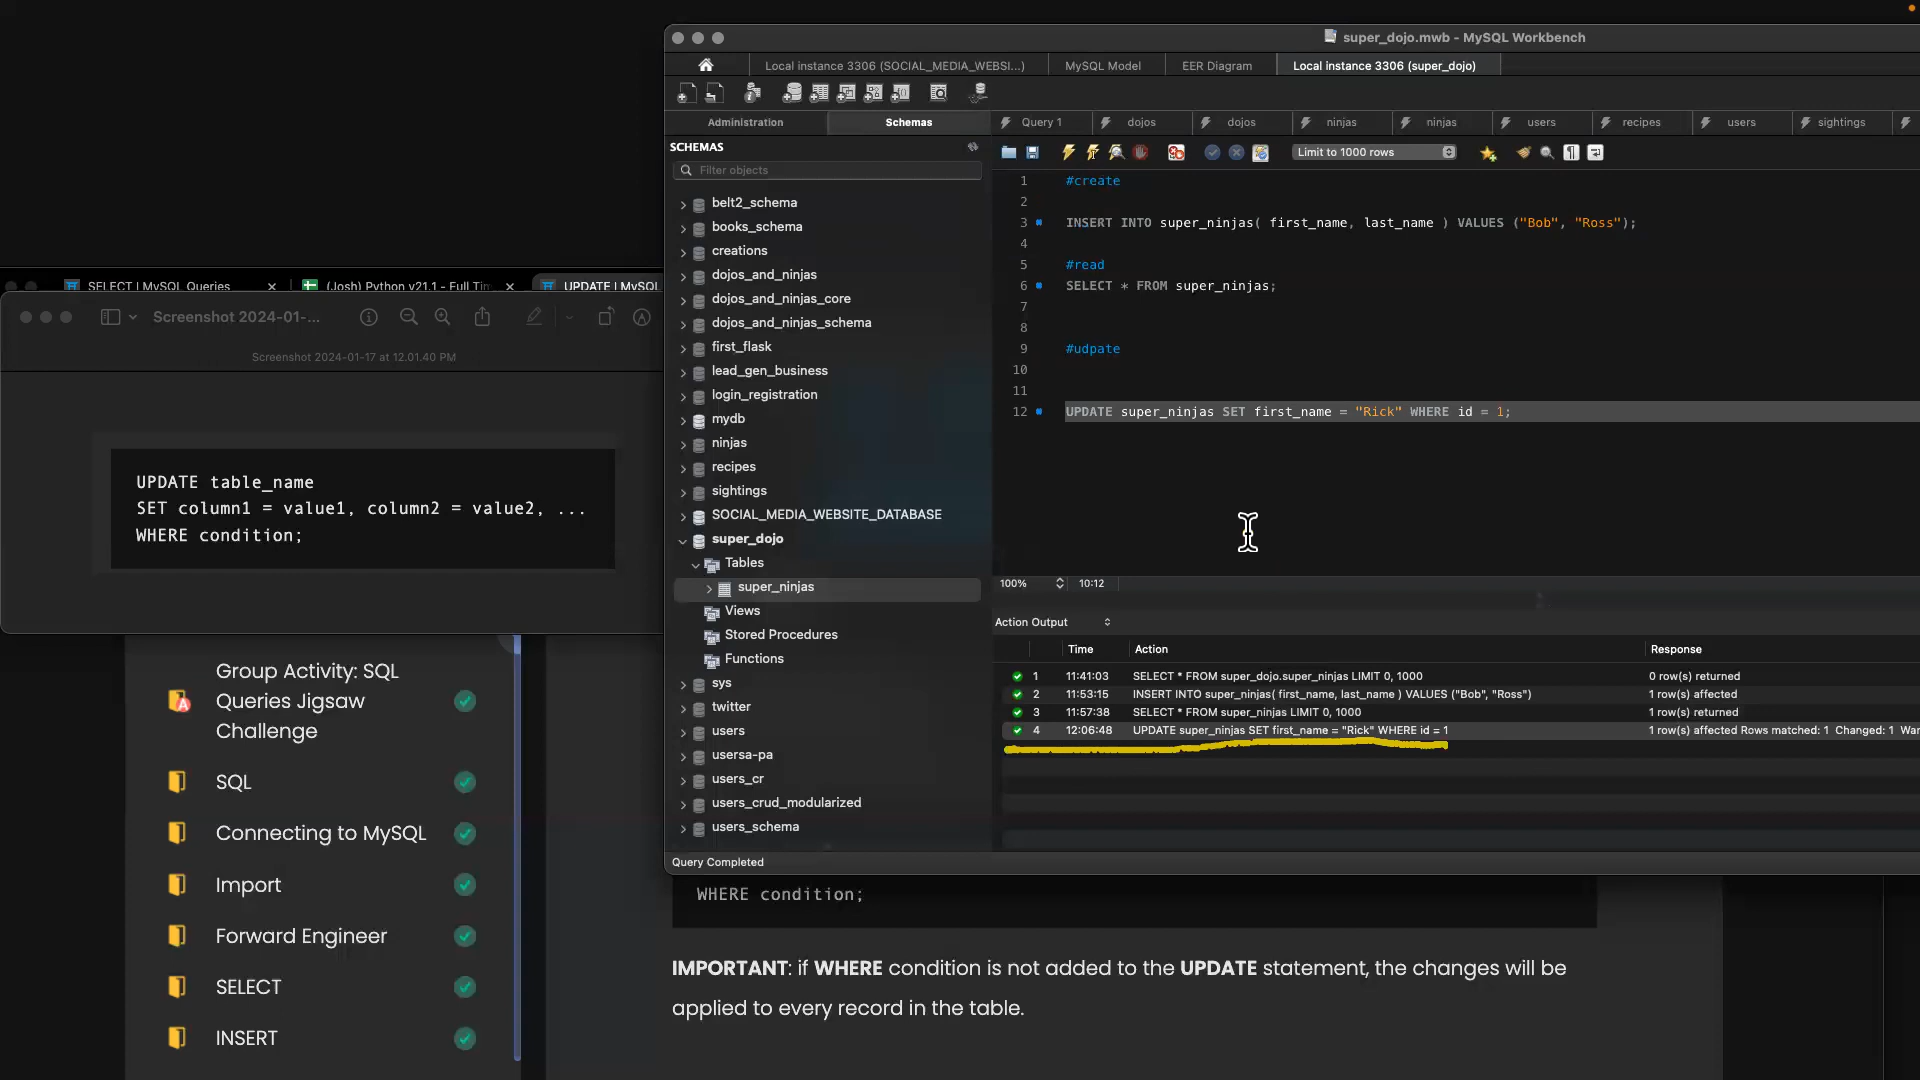 super_dojo.mwb - MySQL Workbench
Local instance 3306 (SOCIAL_MEDIA_WEBSI...)
MySQL Model
EER Diagram
Local instance 3306 (super_dojo)
Administration
Schemas
Query 1
dojos
dojos
ninjas
ninjas
users
recipes
users
sightings
SCHEMAS
Filter objects
Limit to 1000 rows
belt2_schema
books_schema
creations
dojos_and_ninjas
dojos_and_ninjas_core
dojos_and_ninjas_schema
first_flask
lead_gen_business
login_registration
mydb
ninjas
recipes
sightings
SOCIAL_MEDIA_WEBSITE_DATABASE
super_dojo
Tables
super_ninjas
Views
Stored Procedures
Functions
sys
twitter
users
usersa-pa
users_cr
users_crud_modularized
users_schema
Query Completed
1 #create
2
3 INSERT INTO super_ninjas( first_name, last_name ) VALUES ("Bob", "Ross");
4
5 #read
6 SELECT * FROM super_ninjas;
7
8
9 #udpate
10
11
12 UPDATE super_ninjas SET first_name = "Rick" WHERE id = 1;
100% 10:12
Action Output
Time Action Response
1 11:41:03 SELECT * FROM super_dojo.super_ninjas LIMIT 0, 1000 0 row(s) returned
2 11:53:15 INSERT INTO super_ninjas( first_name, last_name ) VALUES ("Bob", "Ross") 1 row(s) affected
3 11:57:38 SELECT * FROM super_ninjas LIMIT 0, 1000 1 row(s) returned
4 12:06:48 UPDATE super_ninjas SET first_name = "Rick" WHERE id = 1 1 row(s) affected Rows matched: 1 Changed: 1 War
SELECT | MySQL Queries
(Josh) Python v21.1 - Full Tim
UPDATE | MySQL
Screenshot 2024-01-...
Screenshot 2024-01-17 at 12.01.40 PM
UPDATE table_name
SET column1 = value1, column2 = value2, ...
WHERE condition;
Group Activity: SQL
Queries Jigsaw
Challenge
SQL
Connecting to MySQL
Import
Forward Engineer
SELECT
INSERT
WHERE condition;
IMPORTANT: if WHERE condition is not added to the UPDATE statement, the changes will be
applied to every record in the table.